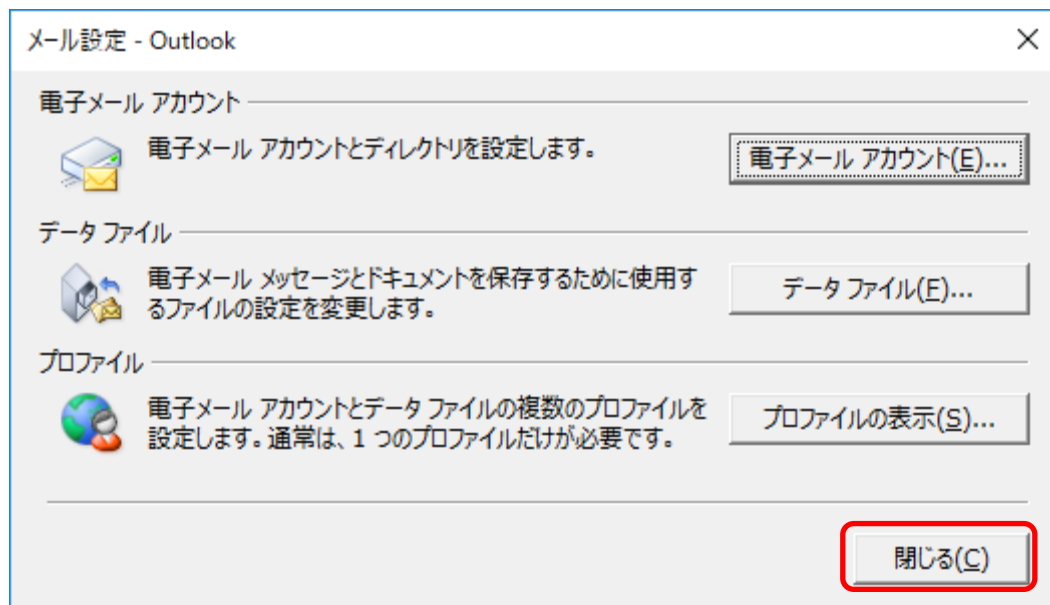 メール設定 - Outlook
電子メール アカウント
電子メール アカウントとディレクトリを設定します。
電子メール アカウント(E)...
データ ファイル
電子メール メッセージとドキュメントを保存するために使用す
るファイルの設定を変更します。
データ ファイル(F)...
プロファイル
電子メール アカウントとデータ ファイルの複数のプロファイルを
設定します。通常は、1 つのプロファイルだけが必要です。
プロファイルの表示(S)...
閉じる(C)